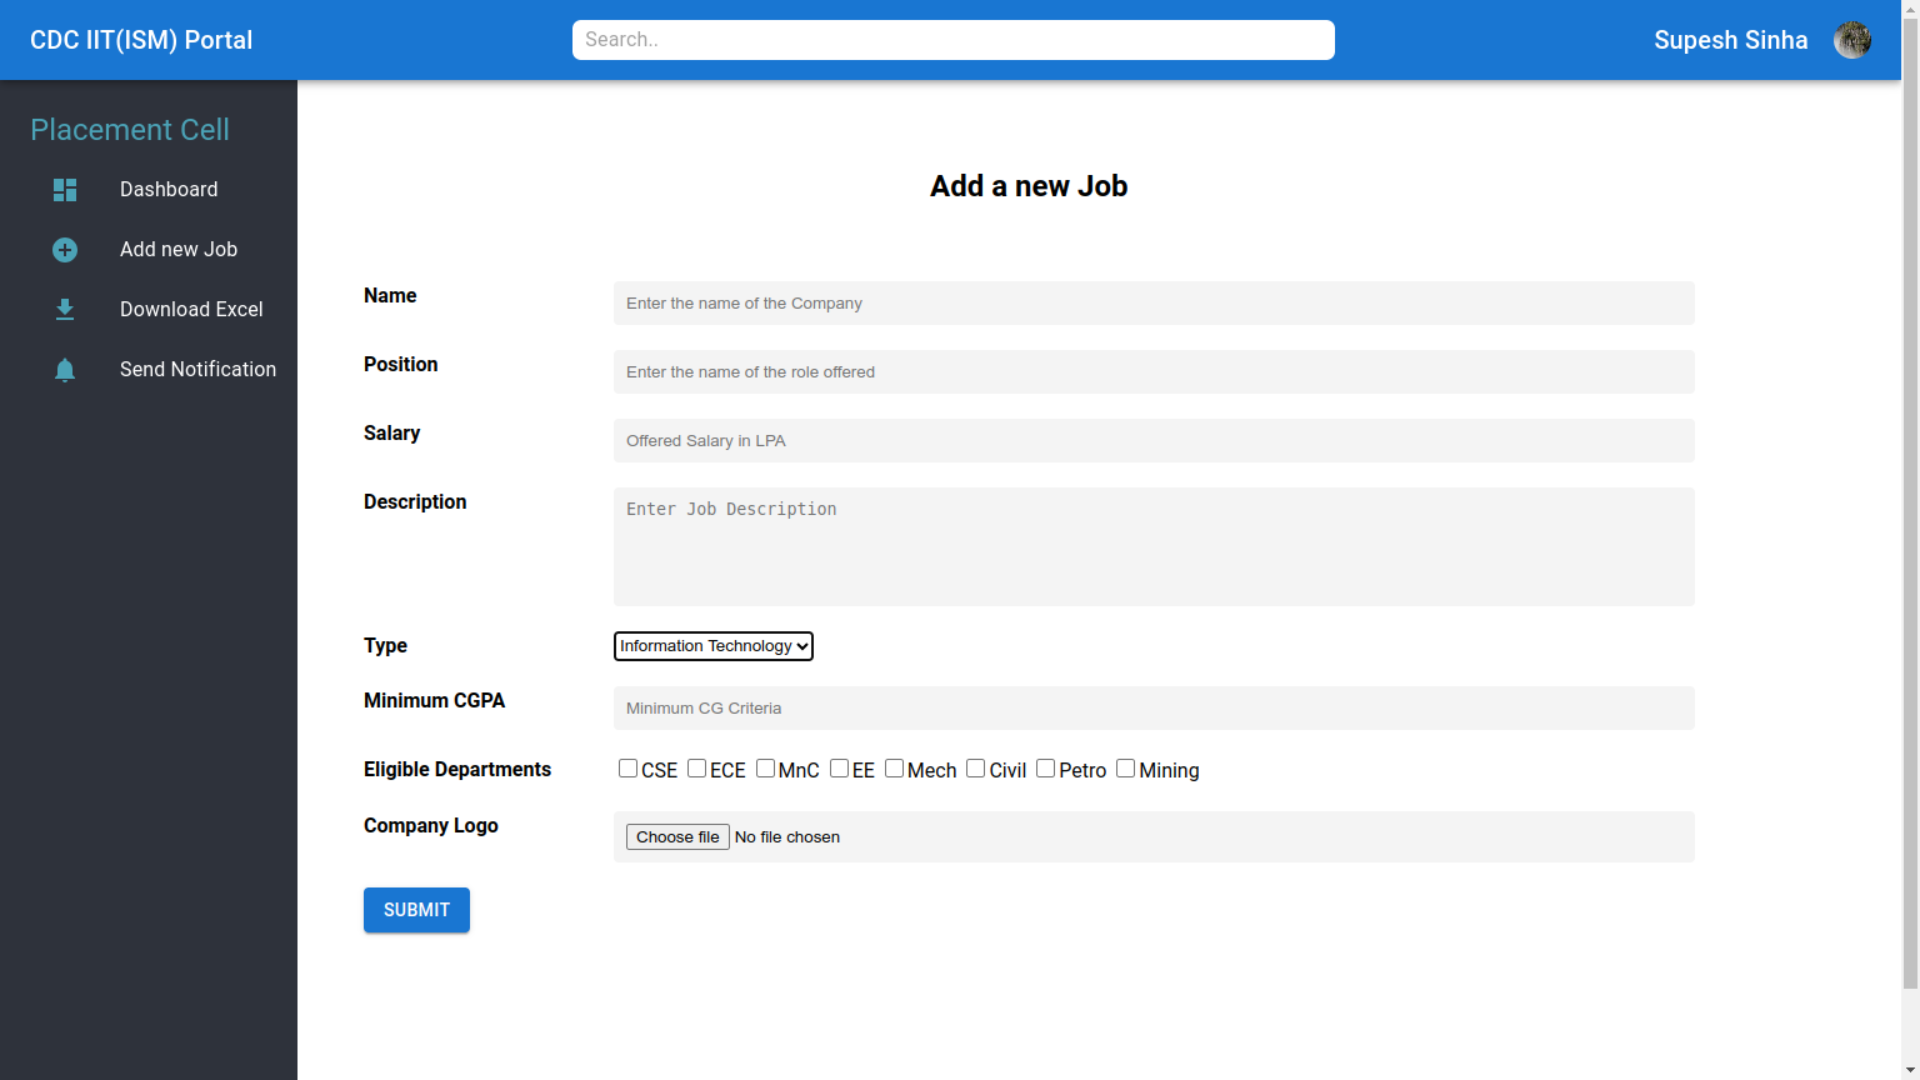 CDC IIT(ISM) Portal
Search..
Supesh Sinha
Placement Cell
Dashboard
Add new Job
Download Excel
Send Notification
Add a new Job
Name
Enter the name of the Company
Position
Enter the name of the role offered
Salary
Offered Salary in LPA
Description
Enter Job Description
Type
Information Technology
Minimum CGPA
Minimum CG Criteria
Eligible Departments
CSE ECE MnC EE Mech Civil Petro Mining
Company Logo
Choose file No file chosen
SUBMIT